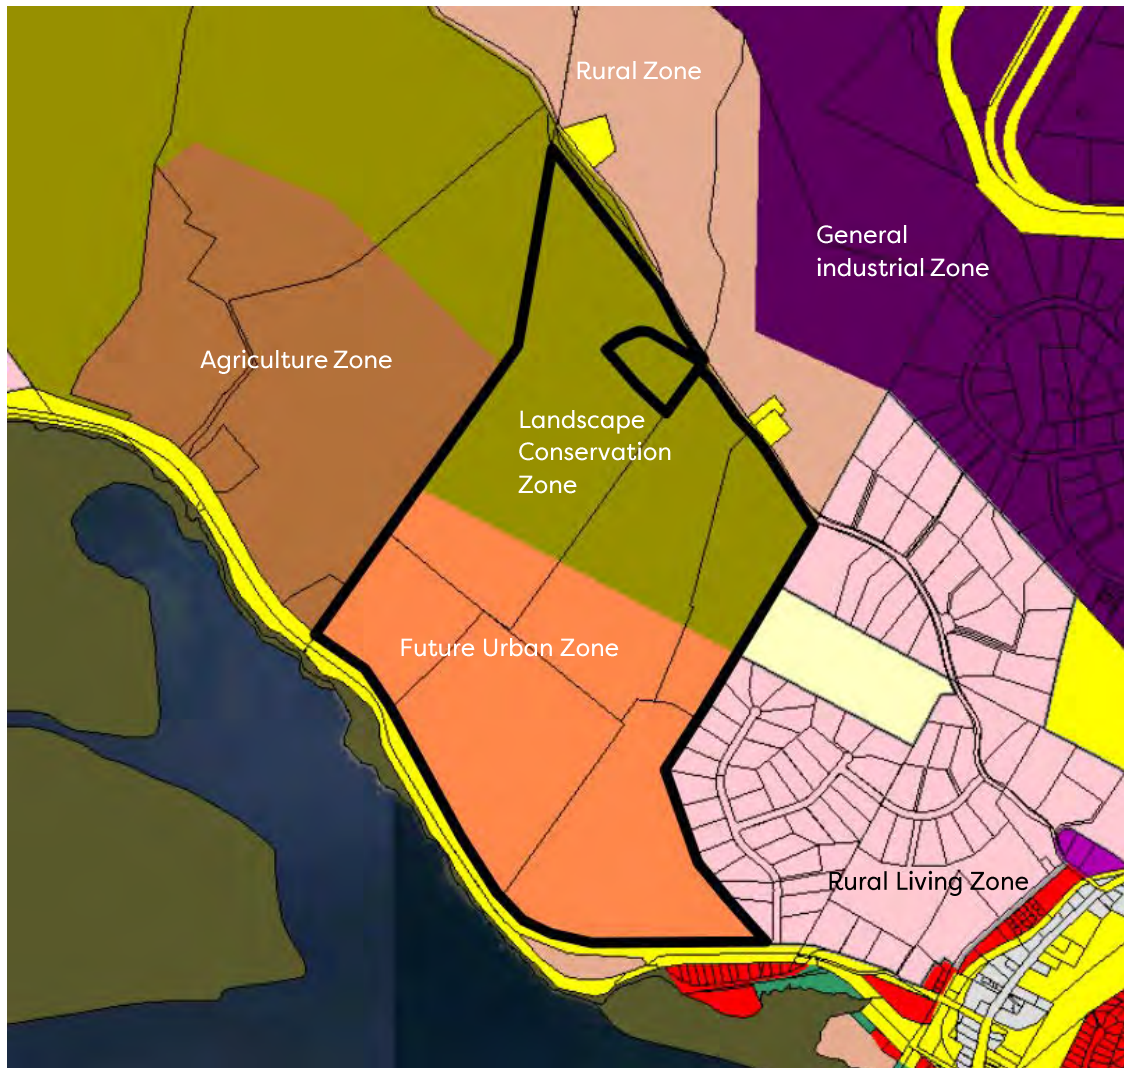 Rural Zone
General
industrial Zone
Agriculture Zone
Landscape
Conservation
Zone
Future Urban Zone
Rural Living Zone